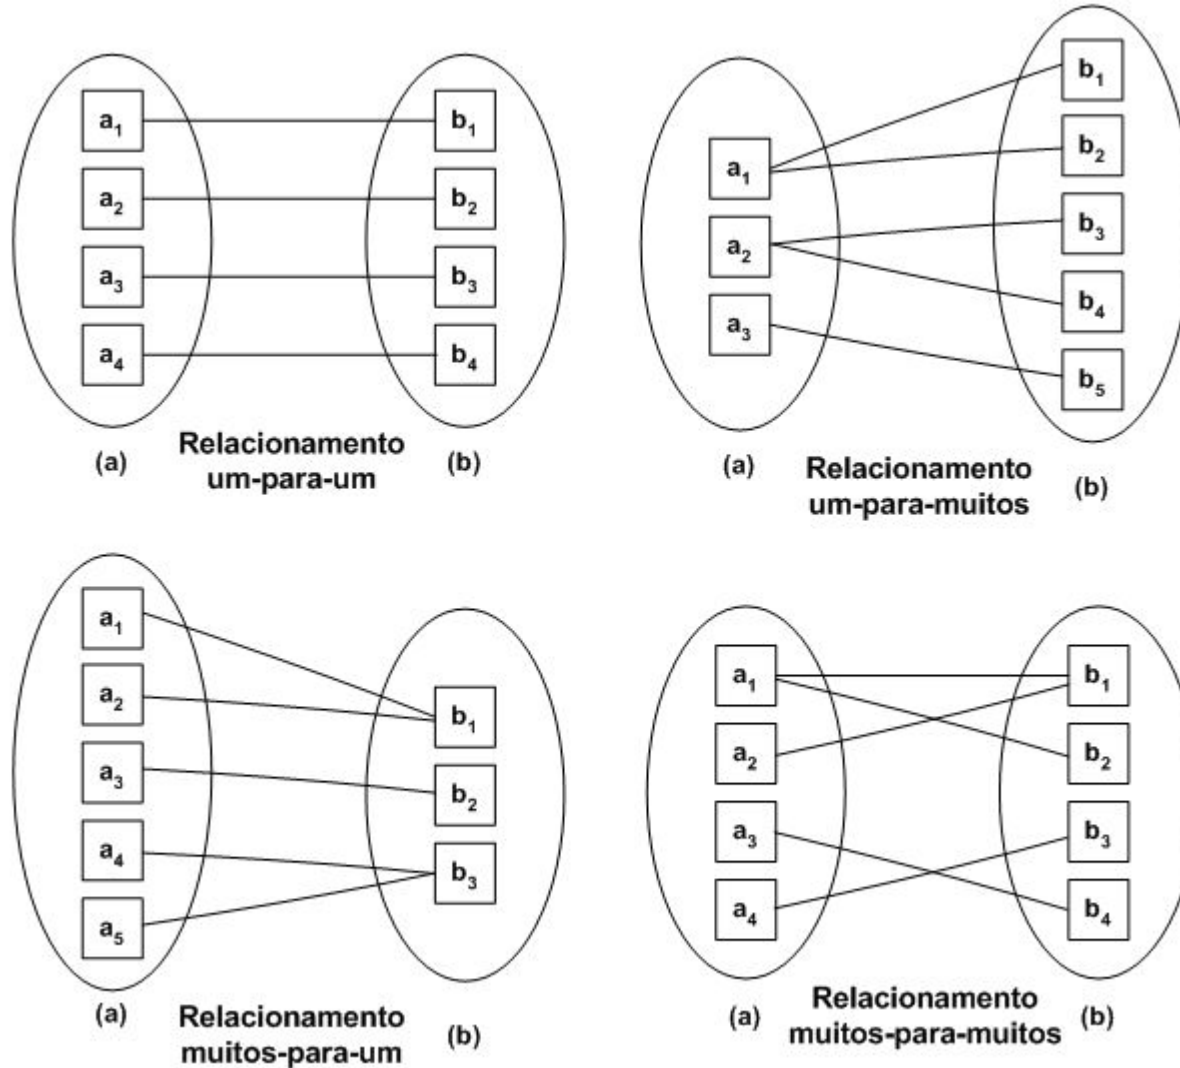 a1 b1
a2 b2
a3 b3
a4 b4
(a) Relacionamento (b)
um-para-um
b1
a1 b2
a2 b3
a3 b4
b5
(a) Relacionamento (b)
um-para-muitos
a1
a2 b1
a3 b2
a4 b3
a5
(a) Relacionamento (b)
muitos-para-um
a1 b1
a2 b2
a3 b3
a4 b4
(a) Relacionamento (b)
muitos-para-muitos